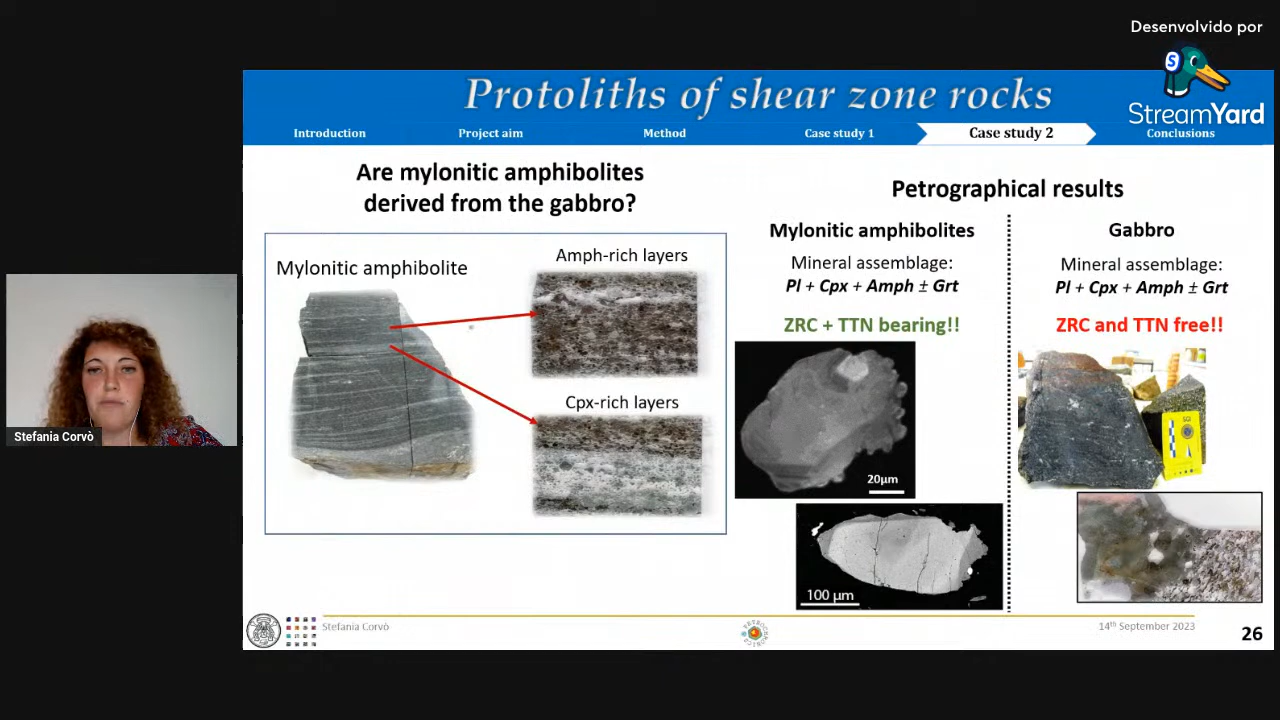 Desenvolvido por
StreamYard
Protoliths of shear zone rocks
Introduction
Project aim
Method
Case study 1
Case study 2
Conclusions
Are mylonitic amphibolites
derived from the gabbro?
Mylonitic amphibolite
Amph-rich layers
Cpx-rich layers
Petrographical results
Mylonitic amphibolites
Mineral assemblage:
Pl + Cpx + Amph ± Grt
ZRC + TTN bearing!!
20µm
100 µm
Gabbro
Mineral assemblage:
Pl + Cpx + Amph ± Grt
ZRC and TTN free!!
Stefania Corvò
Stefania Corvò
14th September 2023
26